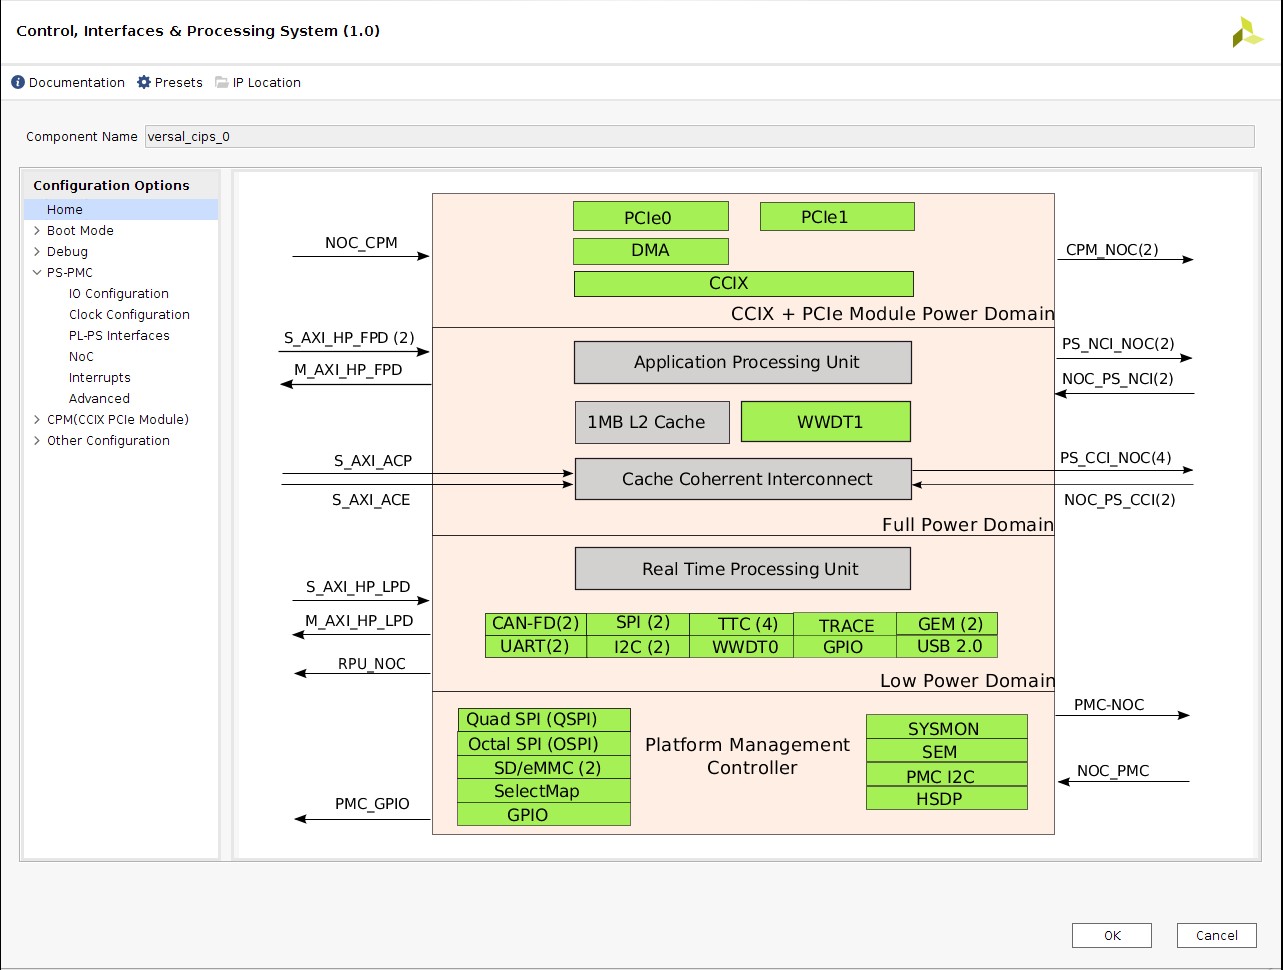 Control, Interfaces & Processing System (1.0)
Documentation Presets IP Location
Component Name versal_cips_0
Configuration Options
Home
Boot Mode
Debug
PS-PMC
IO Configuration
Clock Configuration
PL-PS Interfaces
NoC
Interrupts
Advanced
CPM(CCIX PCIe Module)
Other Configuration
NOC_CPM
S_AXI_HP_FPD (2)
M_AXI_HP_FPD
S_AXI_ACP
S_AXI_ACE
S_AXI_HP_LPD
M_AXI_HP_LPD
RPU_NOC
PMC_GPIO
PCIe0 PCIe1
DMA
CCIX
CCIX + PCIe Module Power Domain
Application Processing Unit
1MB L2 Cache WWDT1
Cache Coherrent Interconnect
Full Power Domain
Real Time Processing Unit
CAN-FD(2) SPI (2) TTC (4) TRACE GEM (2)
UART(2) I2C (2) WWDT0 GPIO USB 2.0
Low Power Domain
Quad SPI (QSPI)
Octal SPI (OSPI)
SD/eMMC (2)
SelectMap
GPIO
Platform Management
Controller
SYSMON
SEM
PMC I2C
HSDP
CPM_NOC(2)
PS_NCI_NOC(2)
NOC_PS_NCI(2)
PS_CCI_NOC(4)
NOC_PS_CCI(2)
PMC-NOC
NOC_PMC
OK Cancel